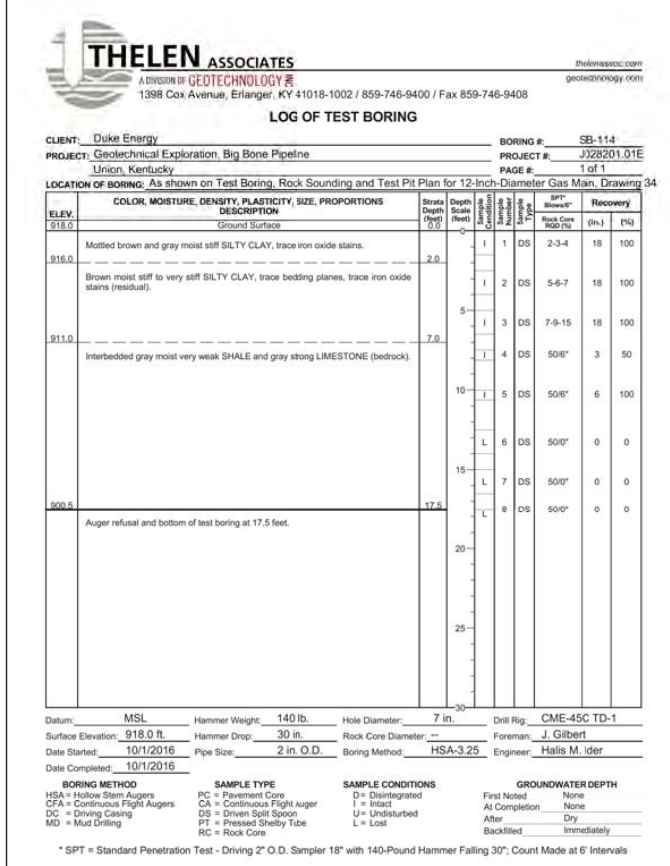 THELEN ASSOCIATES
thelenassoc.com
A DIVISION OF GEOTECHNOLOGY
geotechnology.com
1398 Cox Avenue, Erlanger, KY 41018-1002 / 859-746-9400 / Fax 859-746-9408
LOG OF TEST BORING
CLIENT: Duke Energy BORING #: SB-114
PROJECT: Geotechnical Exploration, Big Bone Pipeline PROJECT #: J028201.01E
Union, Kentucky PAGE #: 1 of 1
LOCATION OF BORING: As shown on Test Boring, Rock Sounding and Test Pit Plan for 12-Inch-Diameter Gas Main, Drawing 34
ELEV. COLOR, MOISTURE, DENSITY, PLASTICITY, SIZE, PROPORTIONS DESCRIPTION Strata Depth (feet) Depth Scale (feet) Sample Condition Sample Number Sample Type SPT* Blows/6" Rock Core RQD (%) Recovery (in.) (%)
918.0 Ground Surface 0.0 0
Mottled brown and gray moist stiff SILTY CLAY, trace iron oxide stains. I 1 DS 2-3-4 18 100
916.0 2.0
Brown moist stiff to very stiff SILTY CLAY, trace bedding planes, trace iron oxide
stains (residual). I 2 DS 5-6-7 18 100
5
I 3 DS 7-9-15 18 100
911.0 7.0
Interbedded gray moist very weak SHALE and gray strong LIMESTONE (bedrock). I 4 DS 50/6" 3 50
10 I 5 DS 50/6" 6 100
L 6 DS 50/0" 0 0
15
L 7 DS 50/0" 0 0
900.5 17.5
L 8 DS 50/0" 0 0
Auger refusal and bottom of test boring at 17.5 feet.
20
25
30
Datum: MSL Hammer Weight: 140 lb. Hole Diameter: 7 in. Drill Rig: CME-45C TD-1
Surface Elevation: 918.0 ft. Hammer Drop: 30 in. Rock Core Diameter: -- Foreman: J. Gilbert
Date Started: 10/1/2016 Pipe Size: 2 in. O.D. Boring Method: HSA-3.25 Engineer: Halis M. Ider
Date Completed: 10/1/2016
BORING METHOD SAMPLE TYPE SAMPLE CONDITIONS GROUNDWATER DEPTH
HSA = Hollow Stem Augers PC = Pavement Core D = Disintegrated First Noted None
CFA = Continuous Flight Augers CA = Continuous Flight Auger I = Intact At Completion None
DC = Driving Casing DS = Driven Split Spoon U = Undisturbed After Dry
MD = Mud Drilling PT = Pressed Shelby Tube L = Lost Backfilled Immediately
RC = Rock Core
* SPT = Standard Penetration Test - Driving 2" O.D. Sampler 18" with 140-Pound Hammer Falling 30"; Count Made at 6' Intervals